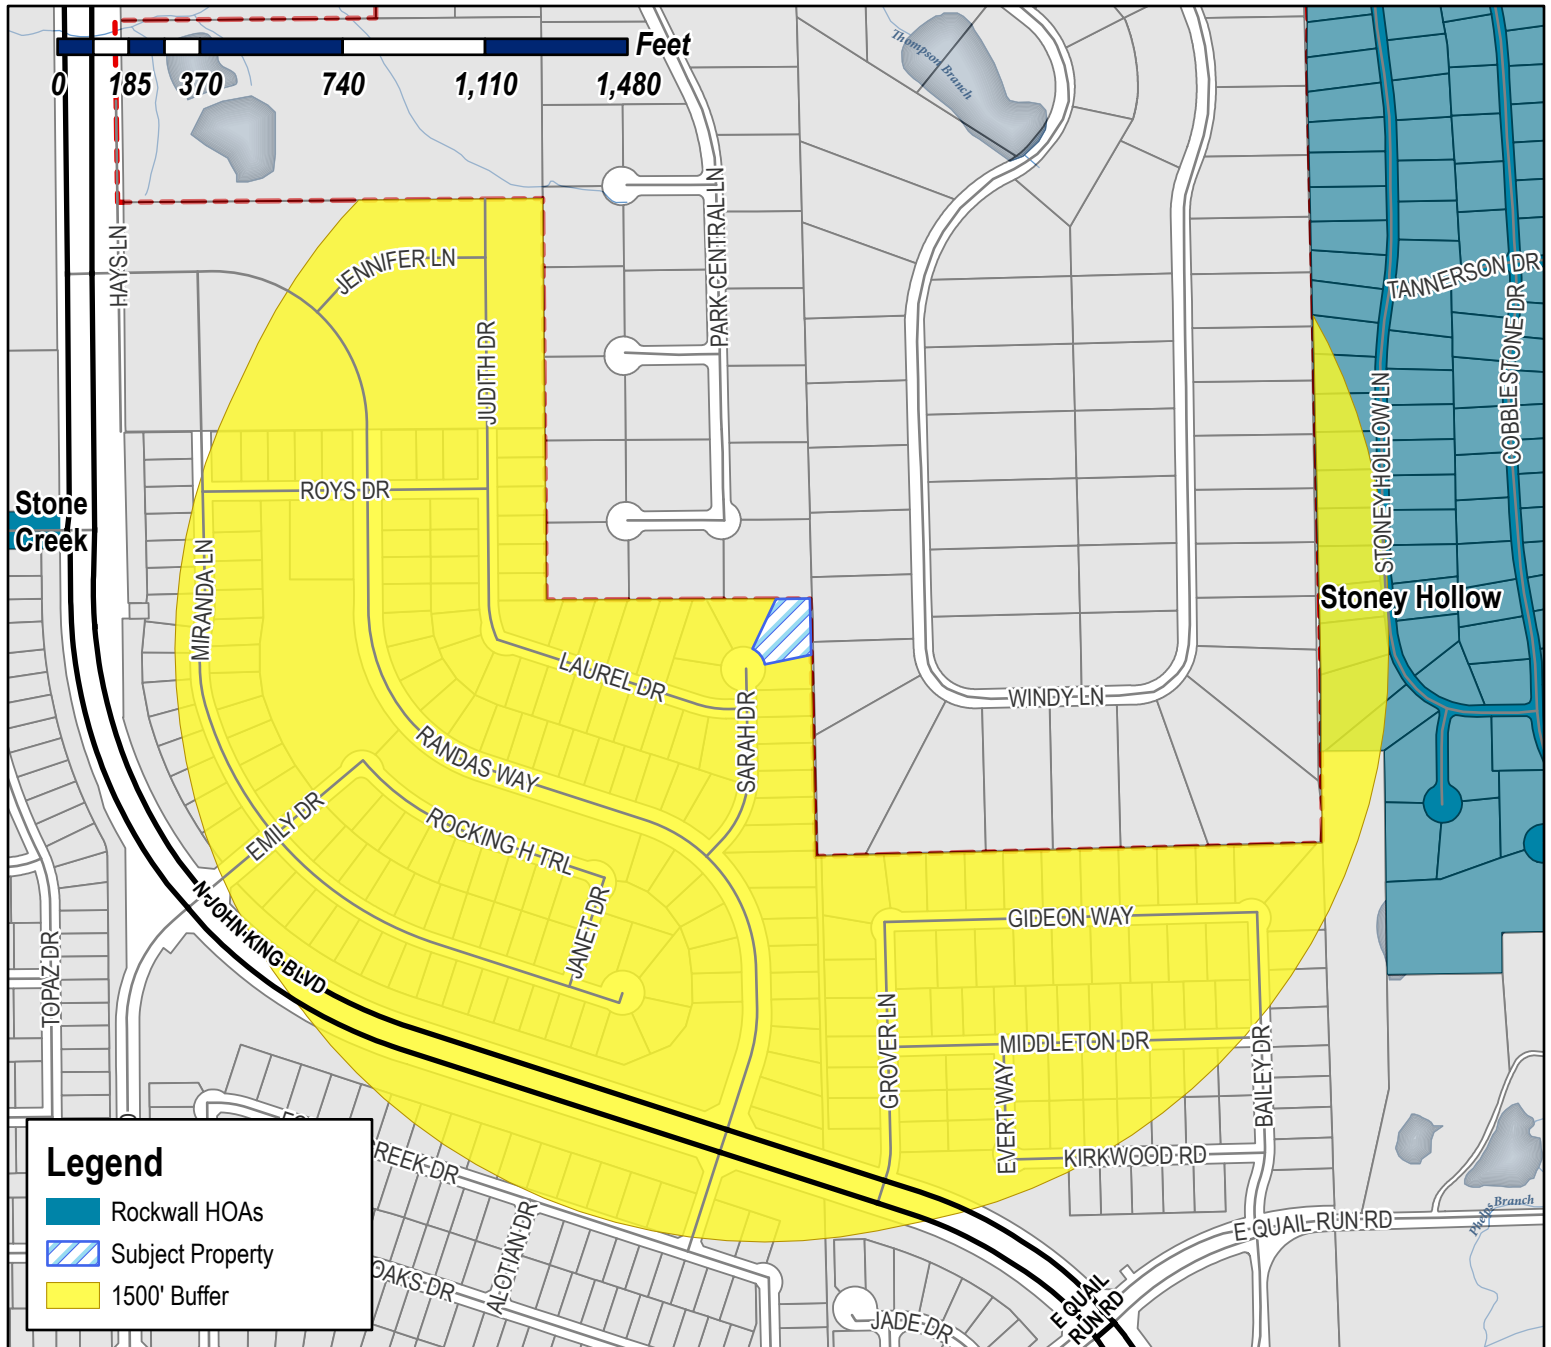 Feet
0 185 370 740 1,110 1,480
Thompson Branch
HAYS LN
JENNIFER LN
JUDITH DR
PARK CENTRAL LN
TANNERSON DR
COBBLESTONE DR
STONEY HOLLOW LN
Stone
Creek
ROYS DR
MIRANDA LN
Stoney Hollow
LAUREL DR
SARAH DR
WINDY LN
RANDAS WAY
EMILY DR
ROCKING H TRL
JANET DR
N JOHN KING BLVD
TOPAZ DR
GIDEON WAY
GROVER LN
MIDDLETON DR
EVERT WAY
BAILEY DR
KIRKWOOD RD
E QUAIL RUN RD
Phelps Branch
REEK DR
ALOTIAN DR
OAKS DR
JADE DR
E QUAIL
RUN RD
Legend
Rockwall HOAs
Subject Property
1500' Buffer